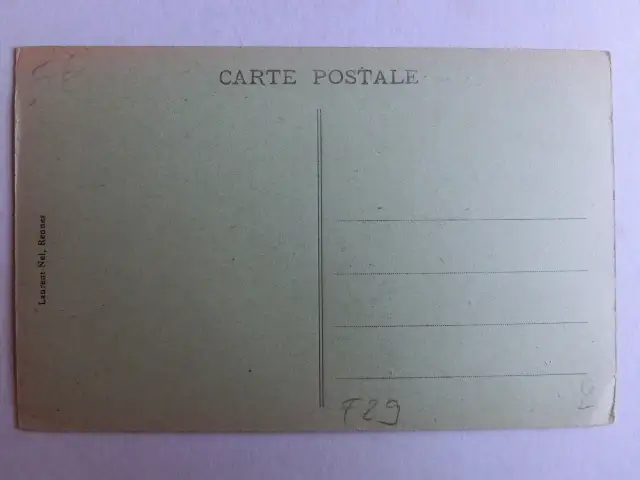 CARTE POSTALE
Laurent-Nel, Rennes
F29